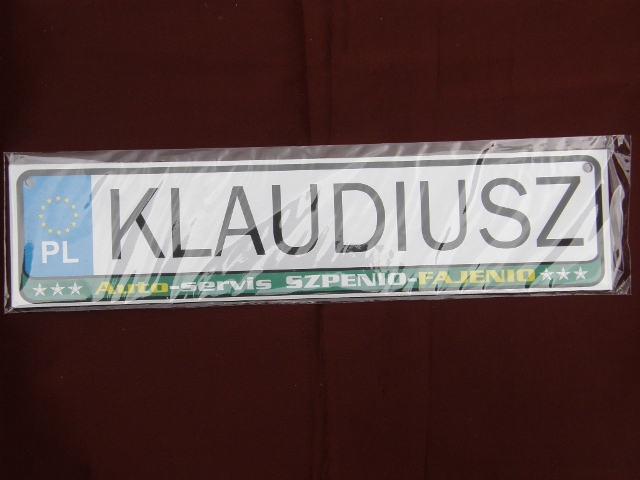 KLAUDIUSZ
PL
Auto-servis SZPENIO-FAJENIO